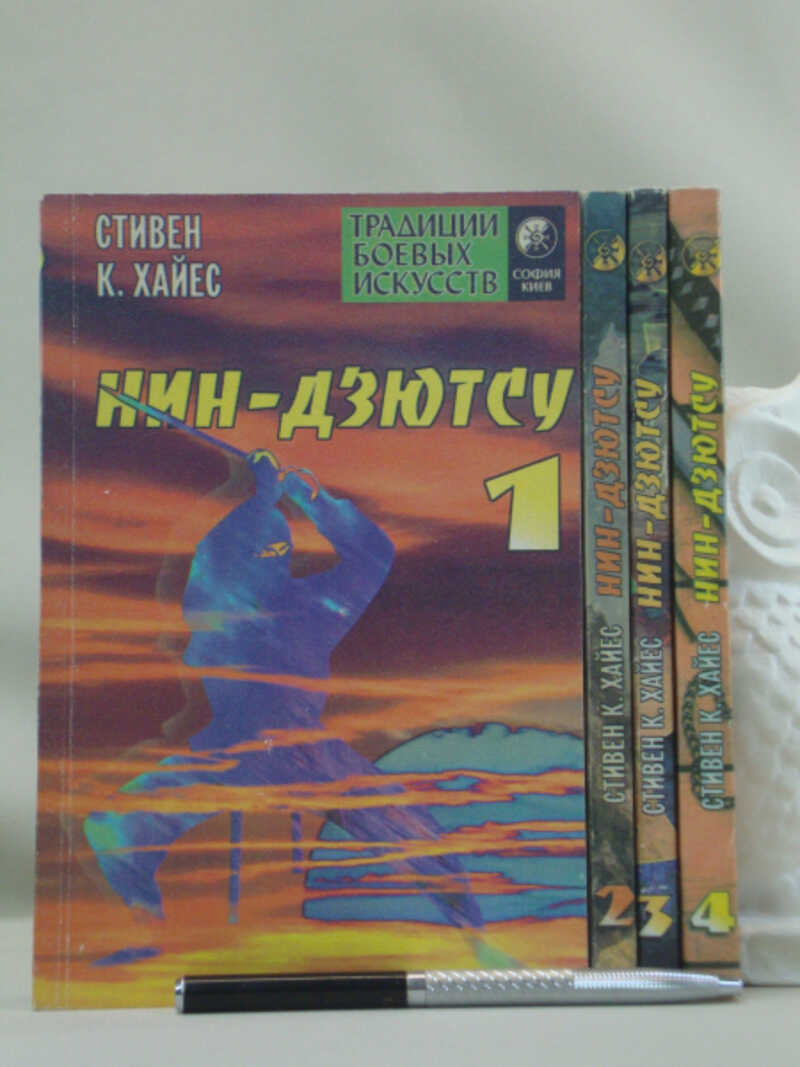 СТИВЕН
К. ХАЙЕС
ТРАДИЦИИ
БОЕВЫХ
ИСКУССТВ
СОФИЯ
КИЕВ
НИН-ДЗЮТСУ
1
СТИВЕН К. ХАЙЕС НИН-ДЗЮТСУ
2
СТИВЕН К. ХАЙЕС НИН-ДЗЮТСУ
3
СТИВЕН К. ХАЙЕС НИН-ДЗЮТСУ
4